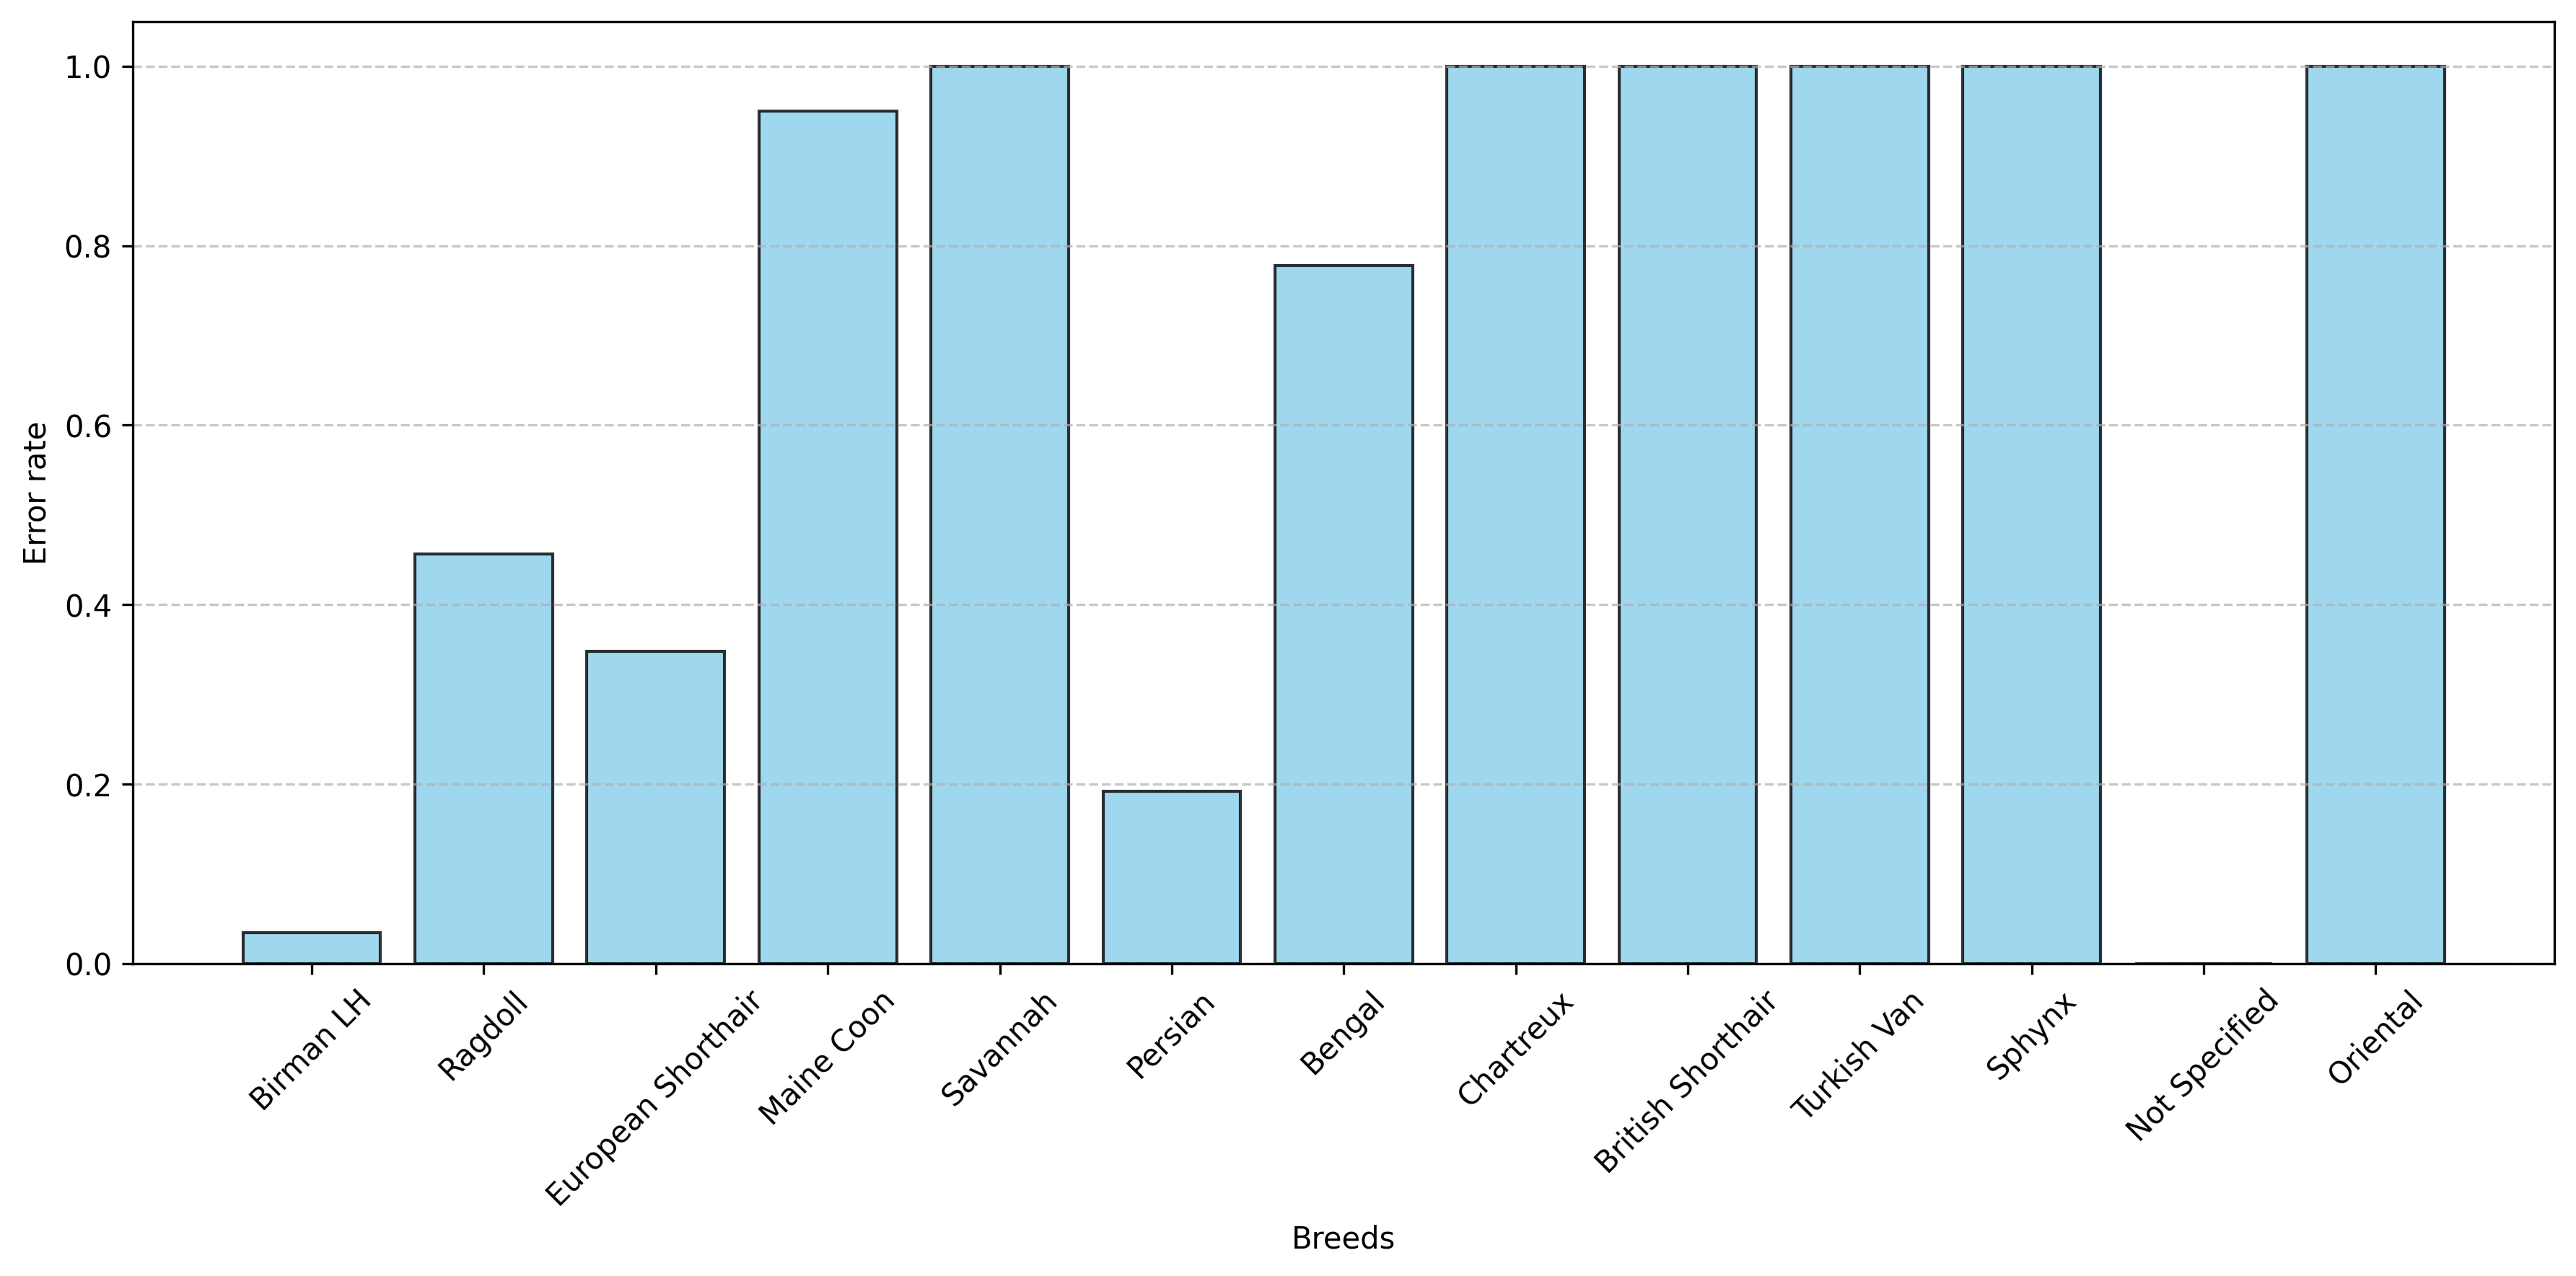 1.0
0.8
0.6
0.4
0.2
0.0
Error rate
Birman LH
Ragdoll
European Shorthair
Maine Coon
Savannah
Persian
Bengal
Chartreux
British Shorthair
Turkish Van
Sphynx
Not Specified
Oriental
Breeds